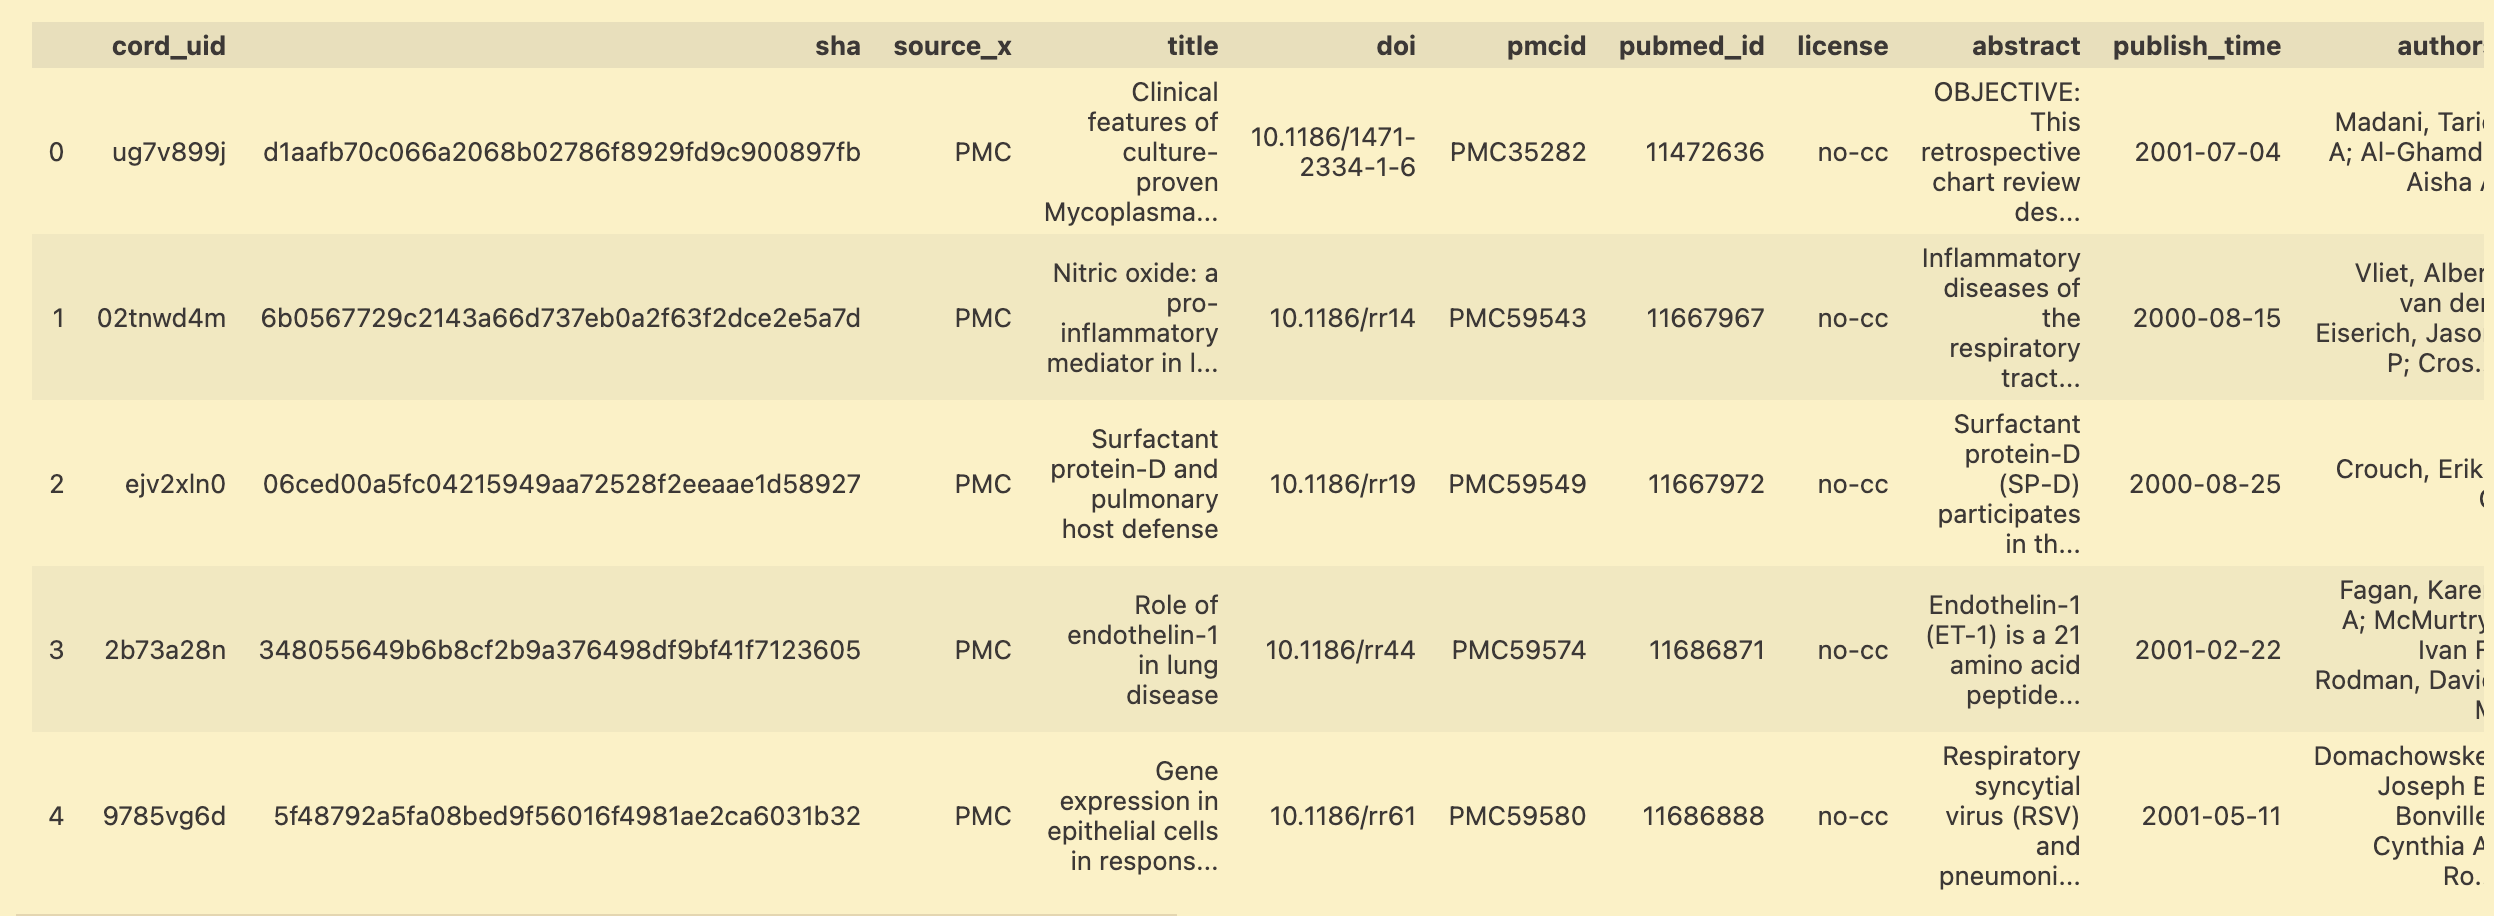 cord_uid sha source_x title doi pmcid pubmed_id license abstract publish_time author
0 ug7v899j d1aafb70c066a2068b02786f8929fd9c900897fb PMC Clinical features of culture-proven Mycoplasma... 10.1186/1471-2334-1-6 PMC35282 11472636 no-cc OBJECTIVE: This retrospective chart review des... 2001-07-04 Madani, Tari A; Al-Ghamd Aisha
1 02tnwd4m 6b0567729c2143a66d737eb0a2f63f2dce2e5a7d PMC Nitric oxide: a pro-inflammatory mediator in l... 10.1186/rr14 PMC59543 11667967 no-cc Inflammatory diseases of the respiratory tract... 2000-08-15 Vliet, Alber van der Eiserich, Jaso P; Cros.
2 ejv2xln0 06ced00a5fc04215949aa72528f2eeaae1d58927 PMC Surfactant protein-D and pulmonary host defense 10.1186/rr19 PMC59549 11667972 no-cc Surfactant protein-D (SP-D) participates in th... 2000-08-25 Crouch, Erik
3 2b73a28n 348055649b6b8cf2b9a376498df9bf41f7123605 PMC Role of endothelin-1 in lung disease 10.1186/rr44 PMC59574 11686871 no-cc Endothelin-1 (ET-1) is a 21 amino acid peptide... 2001-02-22 Fagan, Kare A; McMurtry Ivan Rodman, Davi
4 9785vg6d 5f48792a5fa08bed9f56016f4981ae2ca6031b32 PMC Gene expression in epithelial cells in respons... 10.1186/rr61 PMC59580 11686888 no-cc Respiratory syncytial virus (RSV) and pneumoni... 2001-05-11 Domachowske Joseph B Bonville Cynthia A Ro.